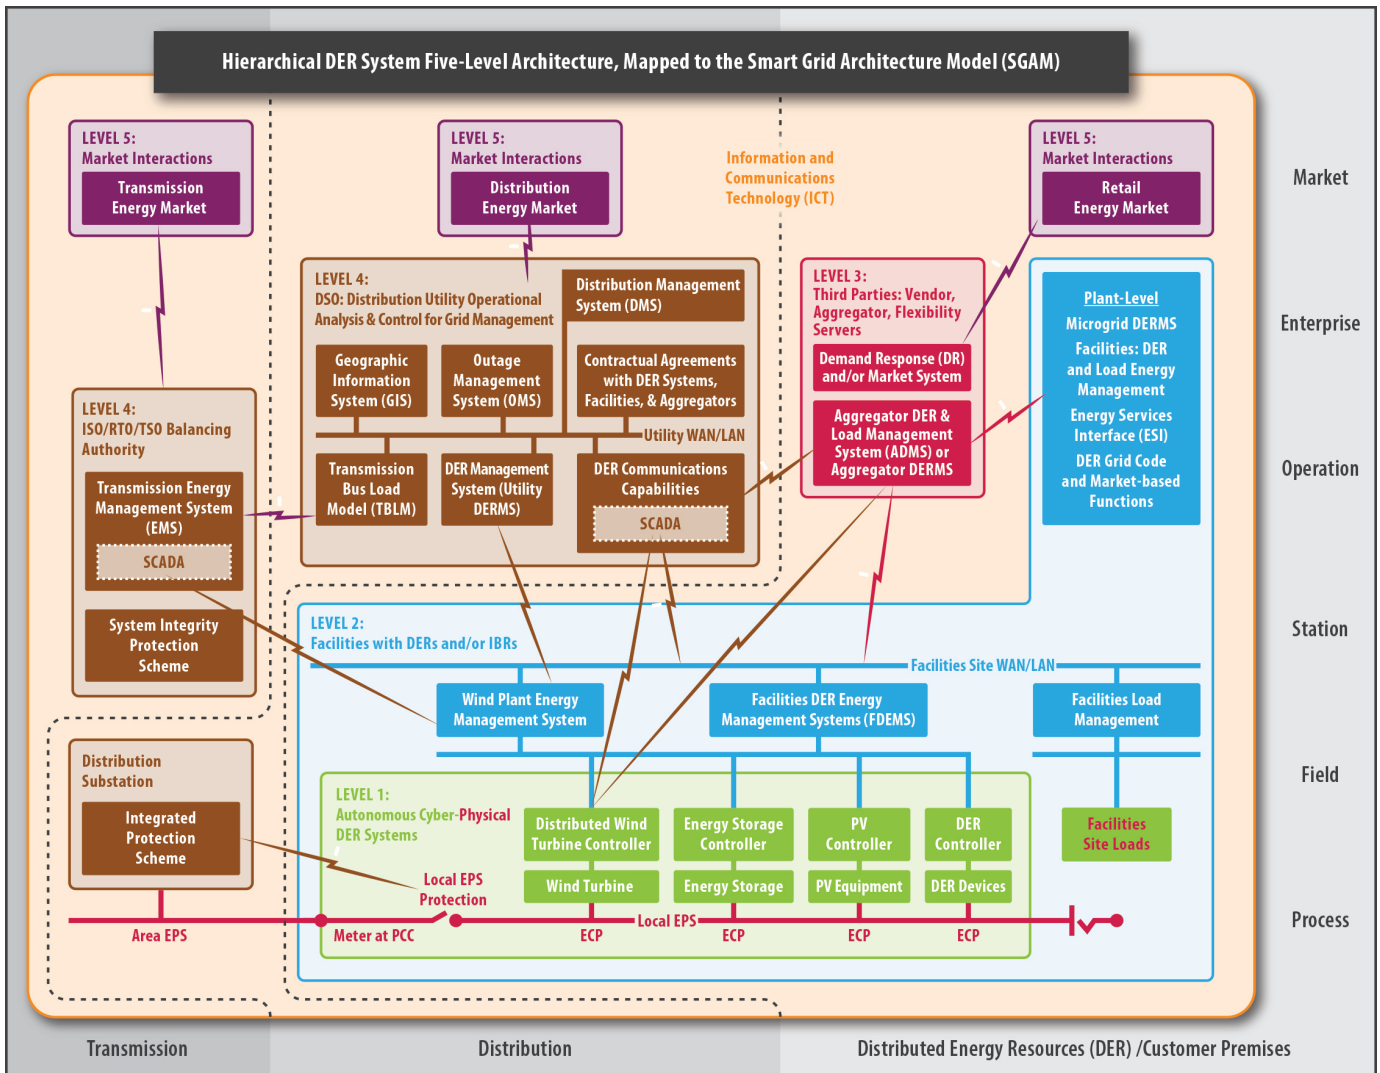 Hierarchical DER System Five-Level Architecture, Mapped to the Smart Grid Architecture Model (SGAM)
LEVEL 5:
Market Interactions
Transmission
Energy Market
LEVEL 5:
Market Interactions
Distribution
Energy Market
Information and
Communications
Technology (ICT)
LEVEL 5:
Market Interactions
Retail
Energy Market
Market
LEVEL 4:
DSO: Distribution Utility Operational
Analysis & Control for Grid Management
Distribution Management
System (DMS)
Geographic
Information
System (GIS)
Outage
Management
System (OMS)
Contractual Agreements
with DER Systems,
Facilities, & Aggregators
Utility WAN/LAN
Transmission
Bus Load
Model (TBLM)
DER Management
System (Utility
DERMS)
DER Communications
Capabilities
SCADA
LEVEL 3:
Third Parties: Vendor,
Aggregator, Flexibility
Servers
Demand Response (DR)
and/or Market System
Aggregator DER &
Load Management
System (ADMS) or
Aggregator DERMS
Plant-Level
Microgrid DERMS
Facilities: DER
and Load Energy
Management
Energy Services
Interface (ESI)
DER Grid Code
and Market-based
Functions
Enterprise
Operation
LEVEL 4:
ISO/RTO/TSO Balancing
Authority
Transmission Energy
Management System
(EMS)
SCADA
System Integrity
Protection
Scheme
LEVEL 2:
Facilities with DERs and/or IBRs
Facilities Site WAN/LAN
Wind Plant Energy
Management System
Facilities DER Energy
Management Systems (FDEMS)
Facilities Load
Management
Station
Distribution
Substation
Integrated
Protection
Scheme
LEVEL 1:
Autonomous Cyber-Physical
DER Systems
Distributed Wind
Turbine Controller
Energy Storage
Controller
PV
Controller
DER
Controller
Facilities
Site Loads
Field
Local EPS
Protection
Wind Turbine
Energy Storage
PV Equipment
DER Devices
Local EPS
Area EPS
Meter at PCC
ECP
ECP
ECP
ECP
Process
Transmission
Distribution
Distributed Energy Resources (DER) /Customer Premises